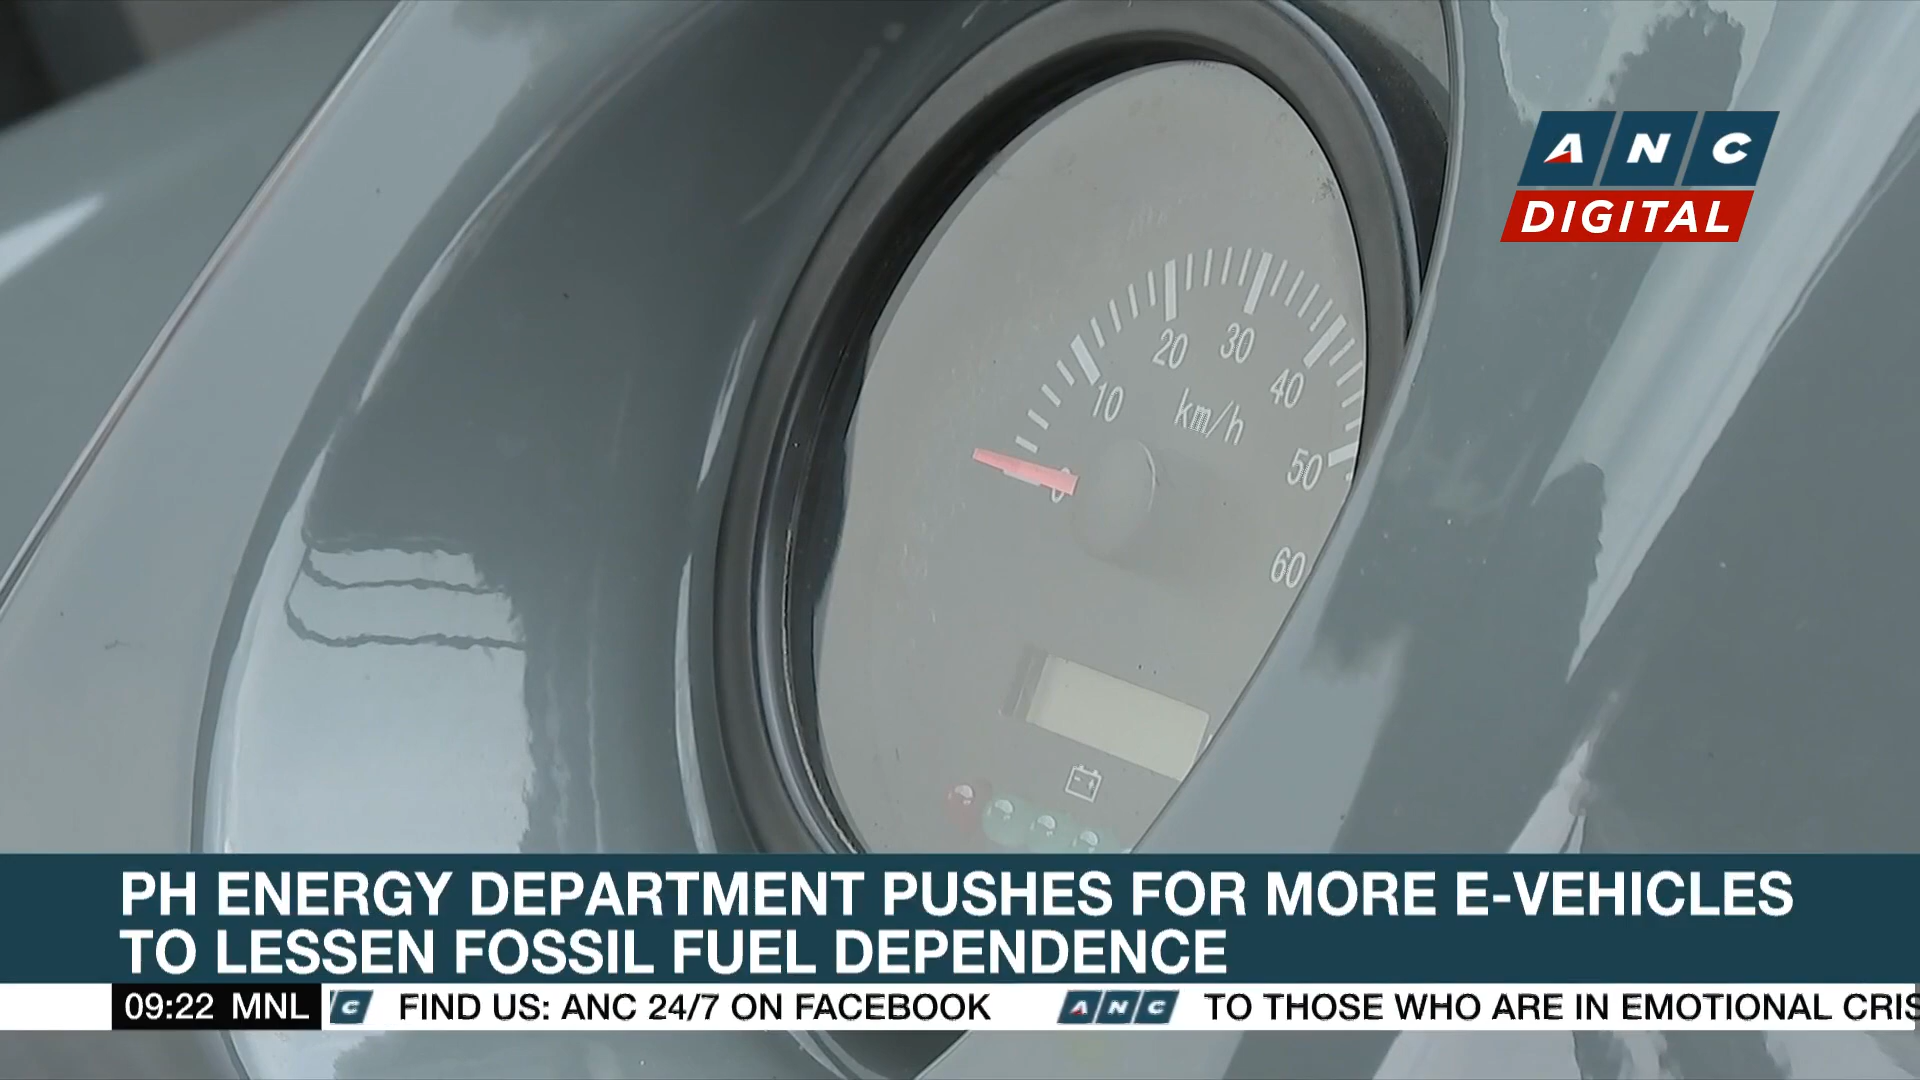 ANC
DIGITAL
20
30
10
40
km/h
50
0
60
PH ENERGY DEPARTMENT PUSHES FOR MORE E-VEHICLES
TO LESSEN FOSSIL FUEL DEPENDENCE
09:22 MNL
C FIND US: ANC 24/7 ON FACEBOOK ANC TO THOSE WHO ARE IN EMOTIONAL CRIS